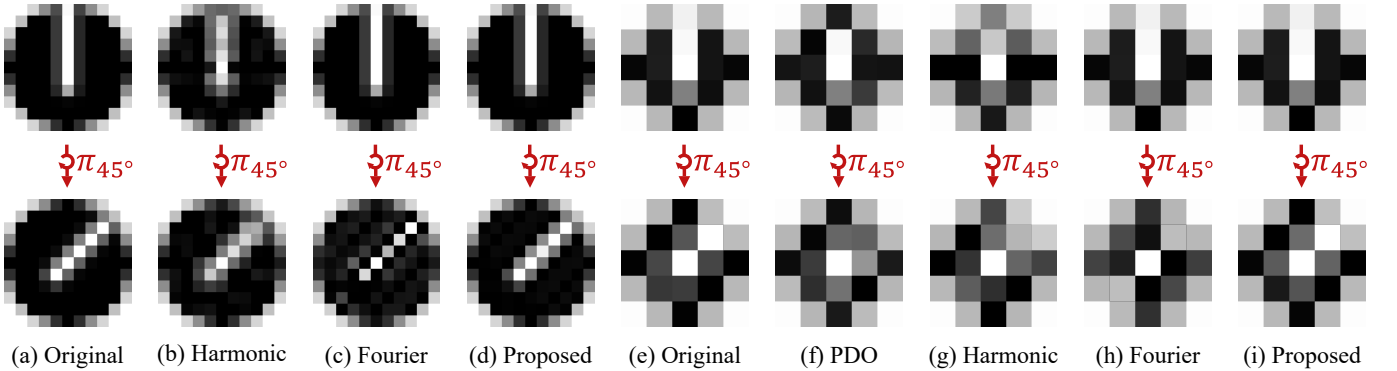 π45° π45° π45° π45° π45° π45° π45° π45° π45°
(a) Original (b) Harmonic (c) Fourier (d) Proposed (e) Original (f) PDO (g) Harmonic (h) Fourier (i) Proposed